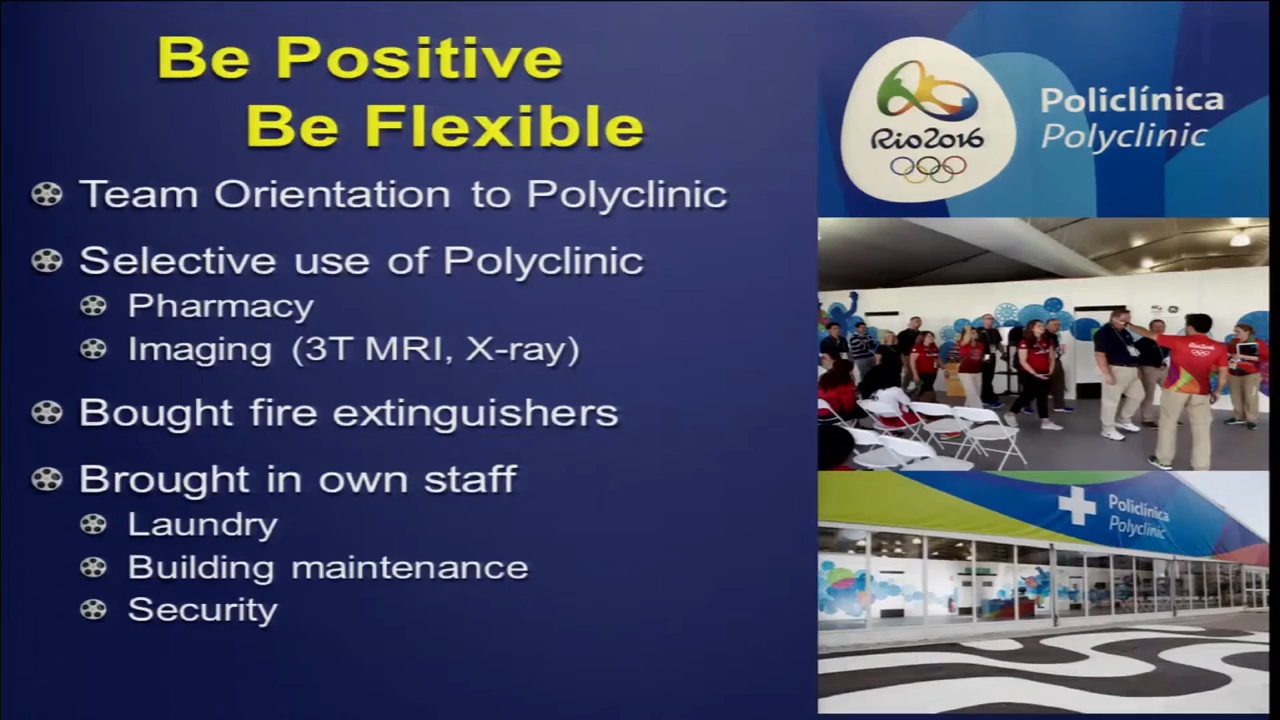 Be Positive
Be Flexible
Team Orientation to Polyclinic
Selective use of Polyclinic
Pharmacy
Imaging (3T MRI, X-ray)
Bought fire extinguishers
Brought in own staff
Laundry
Building maintenance
Security
Rio2016
Policlínica
Polyclinic
Rio2016
Policlínica
Polyclinic